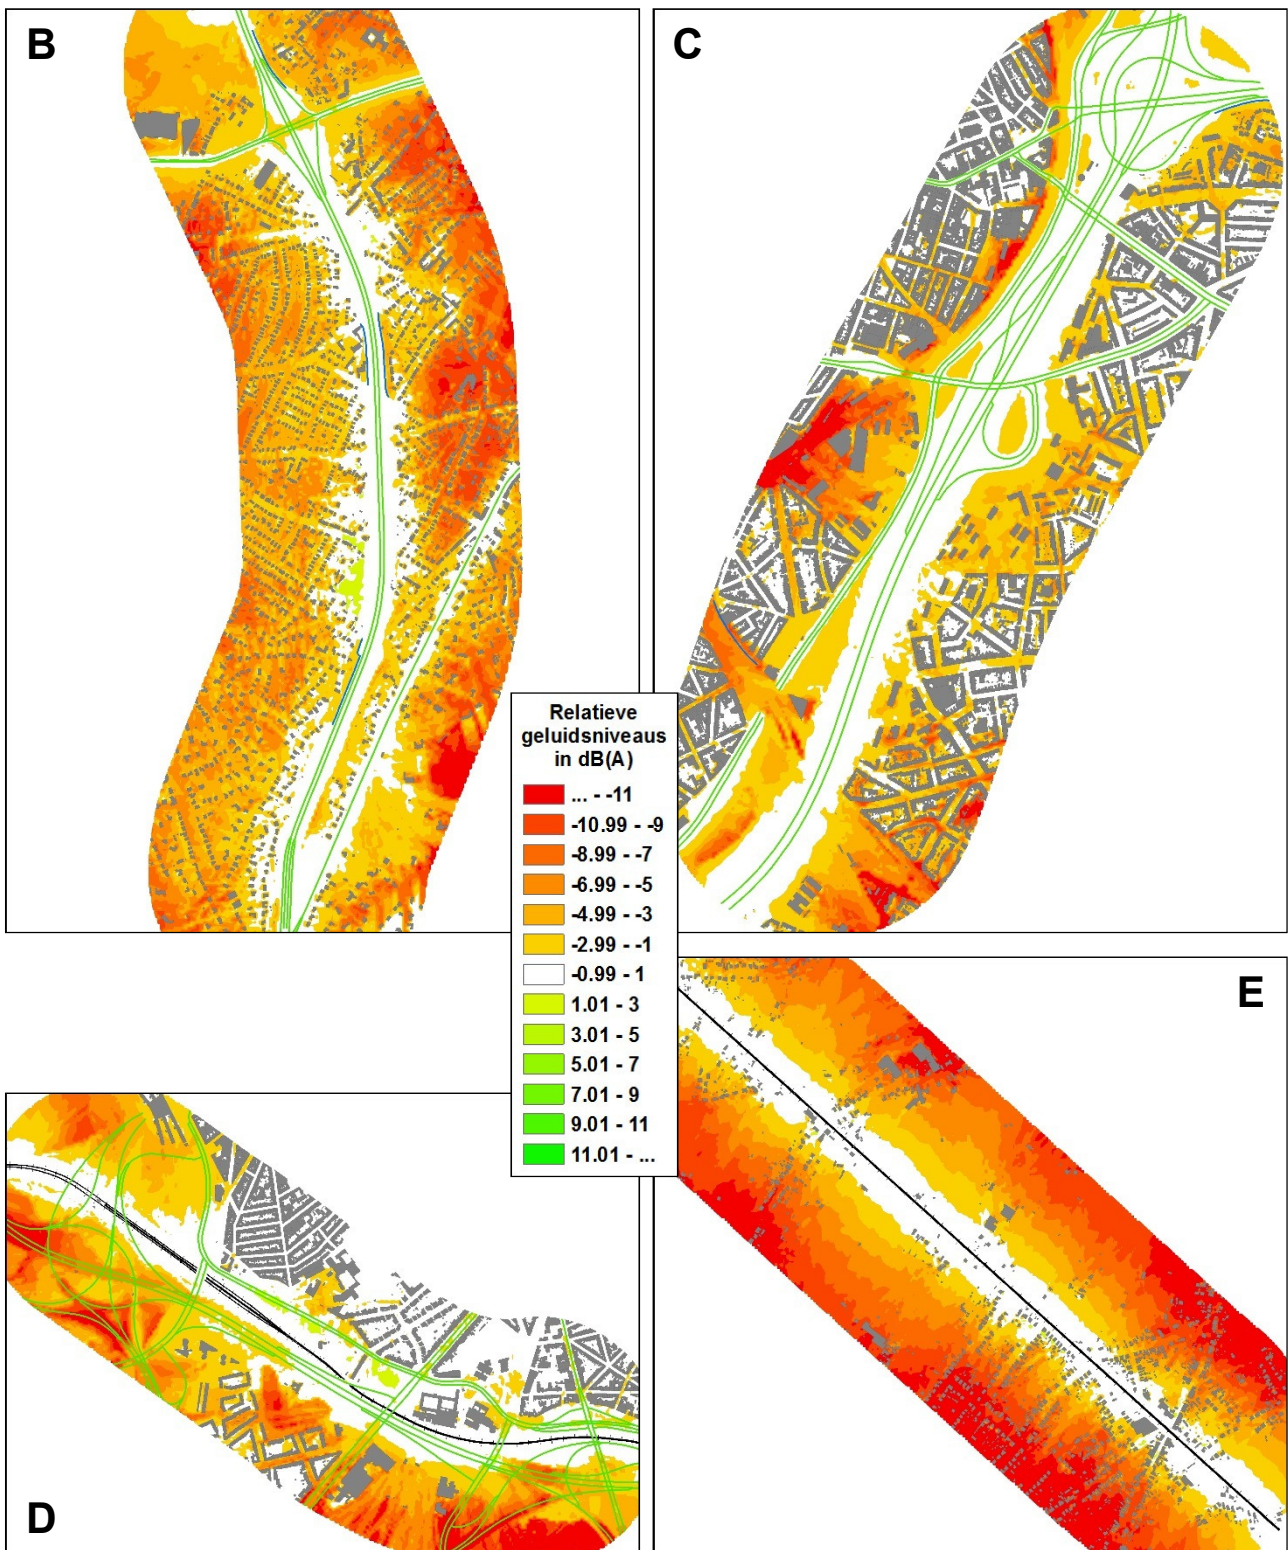 B
C
Relatieve
geluidsniveaus
in dB(A)
... - -11
-10.99 - -9
-8.99 - -7
-6.99 - -5
-4.99 - -3
-2.99 - -1
-0.99 - 1
1.01 - 3
3.01 - 5
5.01 - 7
7.01 - 9
9.01 - 11
11.01 - ...
E
D